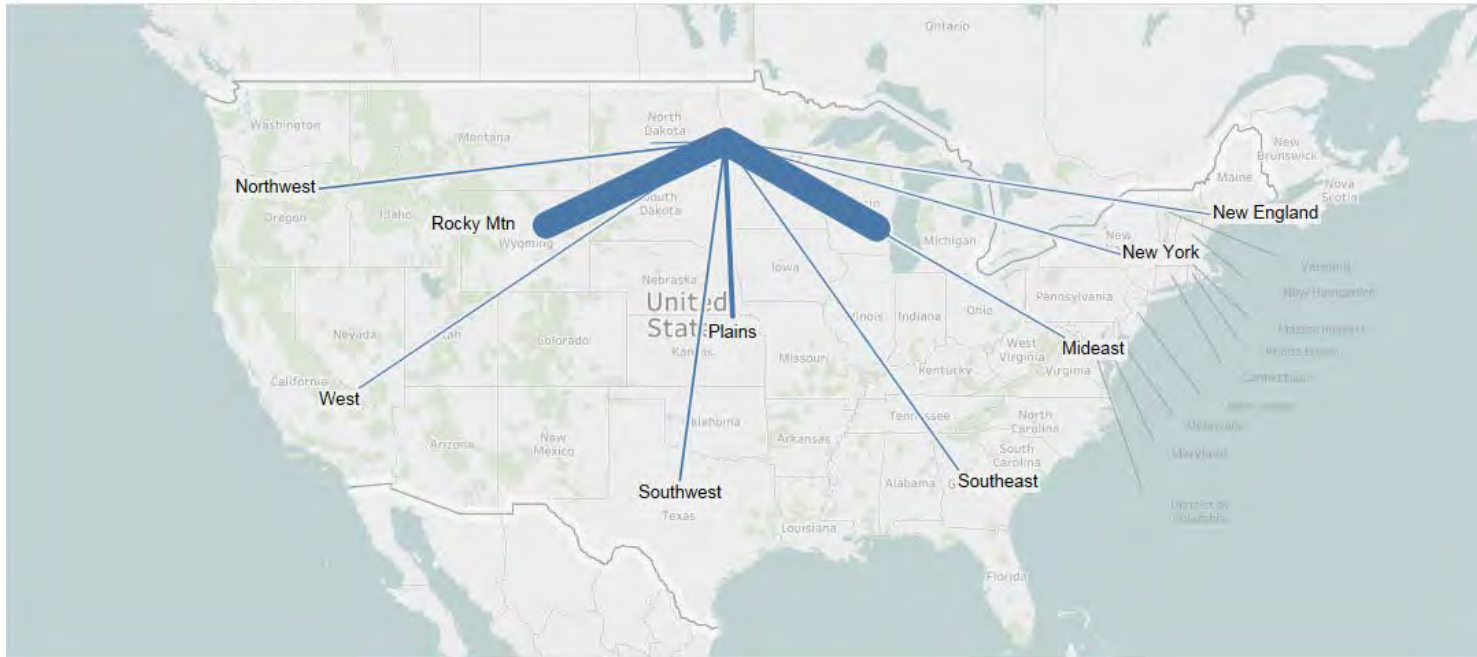 Ontario
North
Dakota
Washington
Montana
New
Brunswick
Maine
Nova
Scotia
Northwest
New England
Rocky Mtn
Oregon
Idaho
South
Dakota
Wyoming
Michigan
New
New York
Vermont
Iowa
Nebraska
New Hampshire
Pennsylvania
United
Stat
Illinois
Indiana
Ohio
Massachusetts
Plains
Nevada
Utah
Colorado
Kansas
Missouri
West
Virginia
Mideast
Rhode Island
Kentucky
Virginia
Connecticut
California
West
Delaware
Oklahoma
Tennessee
North
Carolina
Arizona
New
Mexico
Arkansas
Maryland
South
Carolina
Southwest
Alabama
G
Southeast
Texas
District of
Columbia
Louisiana
Florida